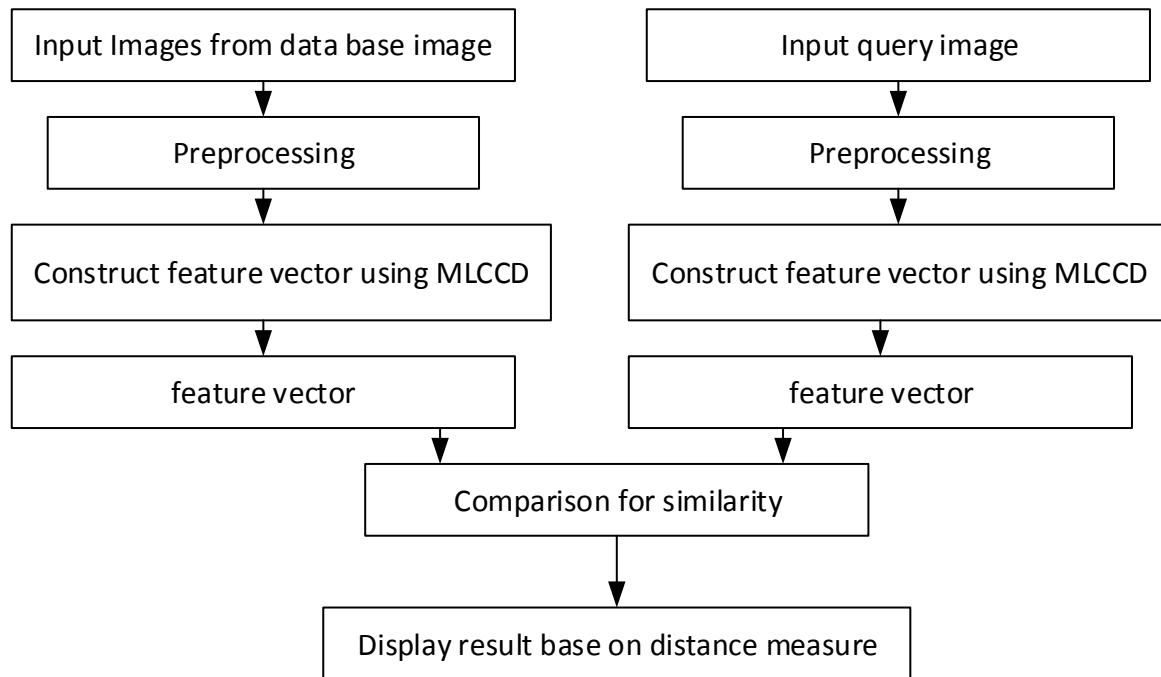 Input Images from data base image
Input query image
Preprocessing
Preprocessing
Construct feature vector using MLCCD
Construct feature vector using MLCCD
feature vector
feature vector
Comparison for similarity
Display result base on distance measure